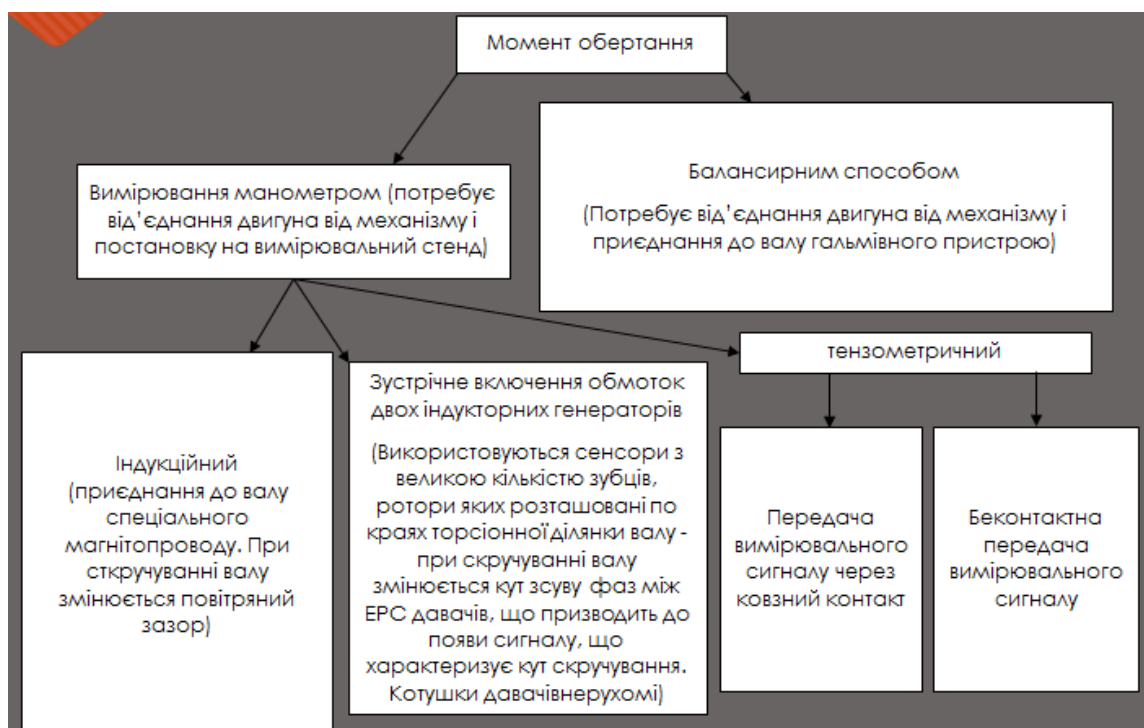 Момент обертання
Вимірювання манометром (потребує
від’єднання двигуна від механізму і
постановку на вимірювальний стенд)
Балансирним способом
(Потребує від’єднання двигуна від механізму і
приєднання до валу гальмівного пристрою)
Індукційний
(приєднання до валу
спеціального
магнітопроводу. При
сткручуванні валу
змінюється повітряний
зазор)
Зустрічне включення обмоток
двох індукторних генераторів
(Використовуються сенсори з
великою кількістю зубців,
ротори яких розташовані по
краях торсіонної ділянки валу -
при скручуванні валу
змінюється кут зсуву фаз між
ЕРС давачів, що призводить до
появи сигналу, що
характеризує кут скручування.
Котушки давачівнерухомі)
тензометричний
Передача
вимірювального
сигналу через
ковзний контакт
Беконтактна
передача
вимірювального
сигналу